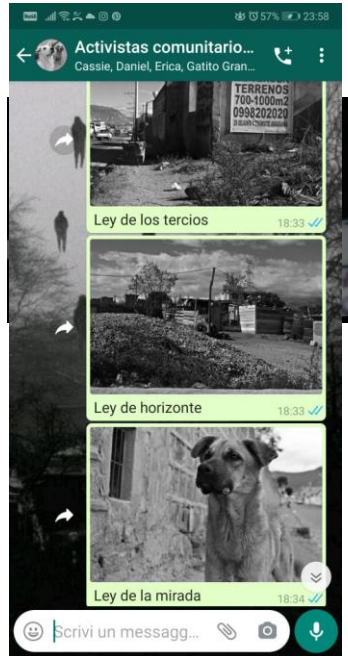 57% 23:58
Activistas comunitario...
Cassie, Daniel, Erica, Gatito Gran...
TERRENOS
700-1000m2
0998202020
Ley de los tercios 18:33
Ley de horizonte 18:33
Ley de la mirada 18:34
Scrivi un messagg...